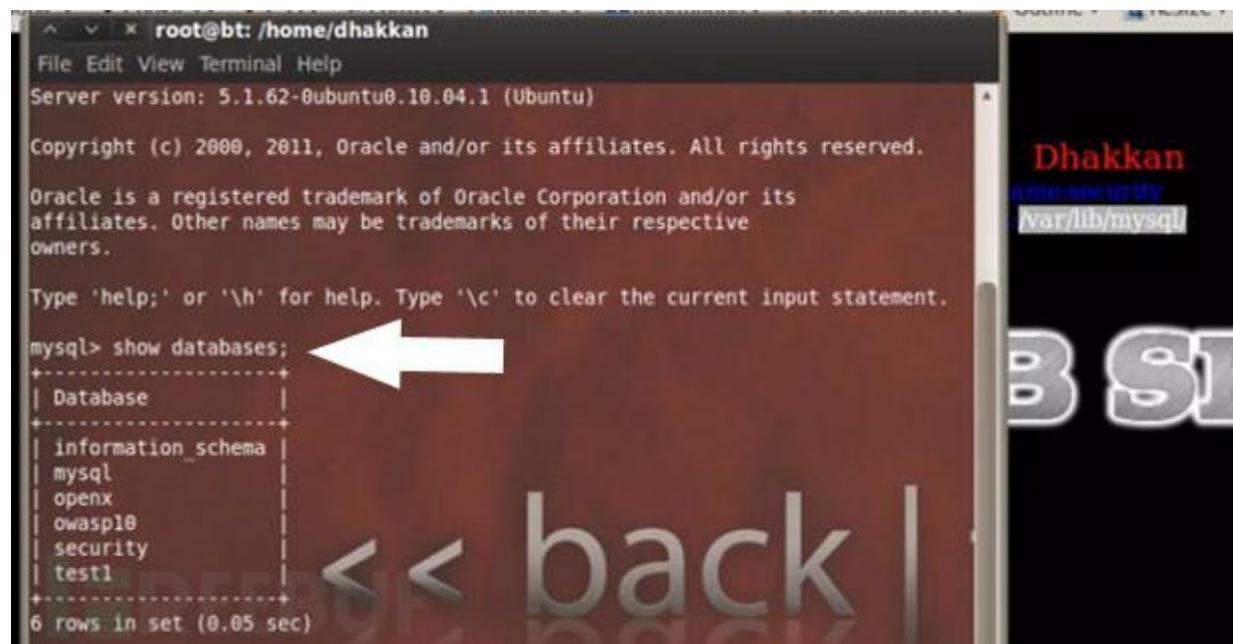 root@bt: /home/dhakkan
File Edit View Terminal Help
Server version: 5.1.62-0ubuntu0.10.04.1 (Ubuntu)
Copyright (c) 2000, 2011, Oracle and/or its affiliates. All rights reserved.
Oracle is a registered trademark of Oracle Corporation and/or its
affiliates. Other names may be trademarks of their respective
owners.
Type 'help;' or '\h' for help. Type '\c' to clear the current input statement.
mysql> show databases;
+--------------------+
| Database           |
+--------------------+
| information_schema |
| mysql              |
| openx              |
| owasp10            |
| security           |
| test1              |
+--------------------+
6 rows in set (0.05 sec)
<< back |
Dhakkan
security
/var/lib/mysql/